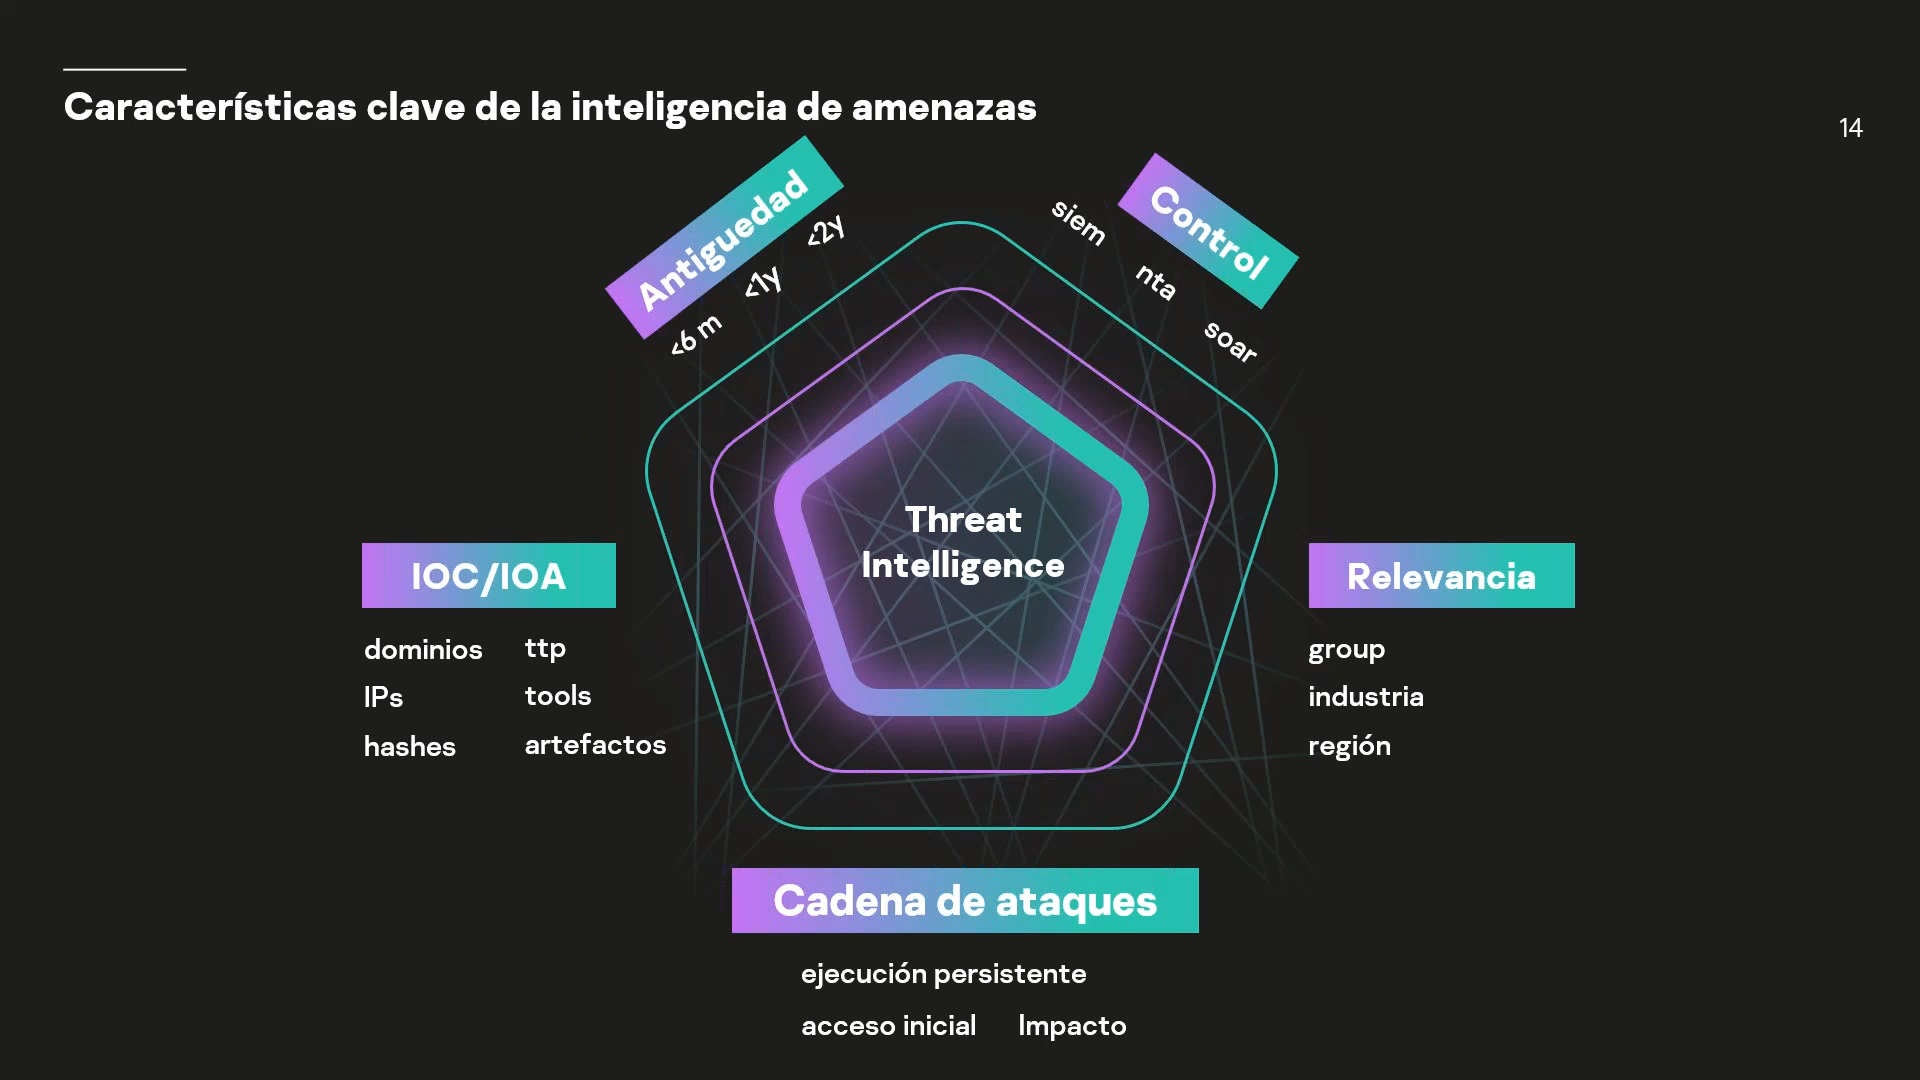 Características clave de la inteligencia de amenazas
14
Antiguedad
<6 m
<1y
<2y
Control
siem
nta
soar
Threat
Intelligence
IOC/IOA
dominios
IPs
hashes
ttp
tools
artefactos
Relevancia
group
industria
región
Cadena de ataques
ejecución persistente
acceso inicial Impacto